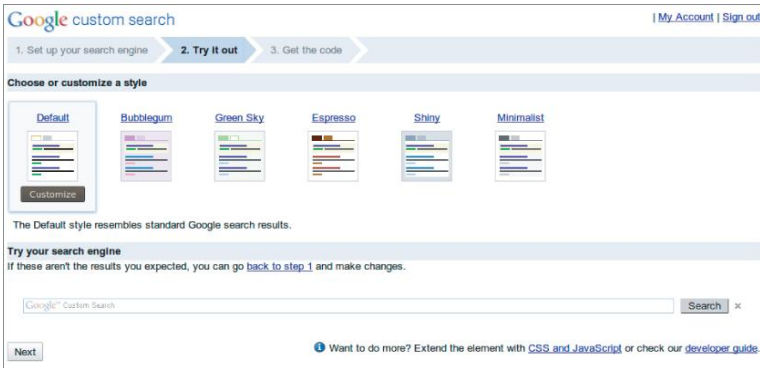 Google custom search
| My Account | Sign out
1. Set up your search engine 2. Try it out 3. Get the code
Choose or customize a style
Default Bubblegum Green Sky Espresso Shiny Minimalist
Customize
The Default style resembles standard Google search results.
Try your search engine
If these aren't the results you expected, you can go back to step 1 and make changes.
Google™ Custom Search Search ×
Next Want to do more? Extend the element with CSS and JavaScript or check our developer guide.